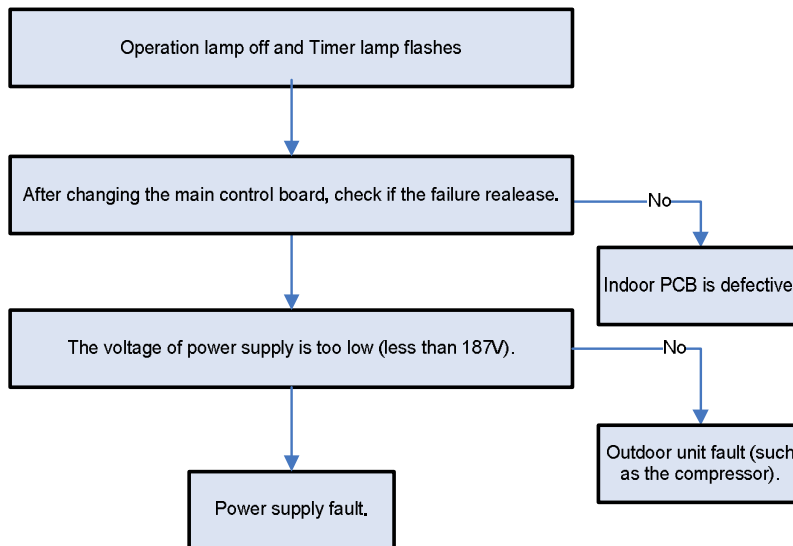 Operation lamp off and Timer lamp flashes
After changing the main control board, check if the failure realease.
No
Indoor PCB is defective
The voltage of power supply is too low (less than 187V).
No
Outdoor unit fault (such
as the compressor).
Power supply fault.